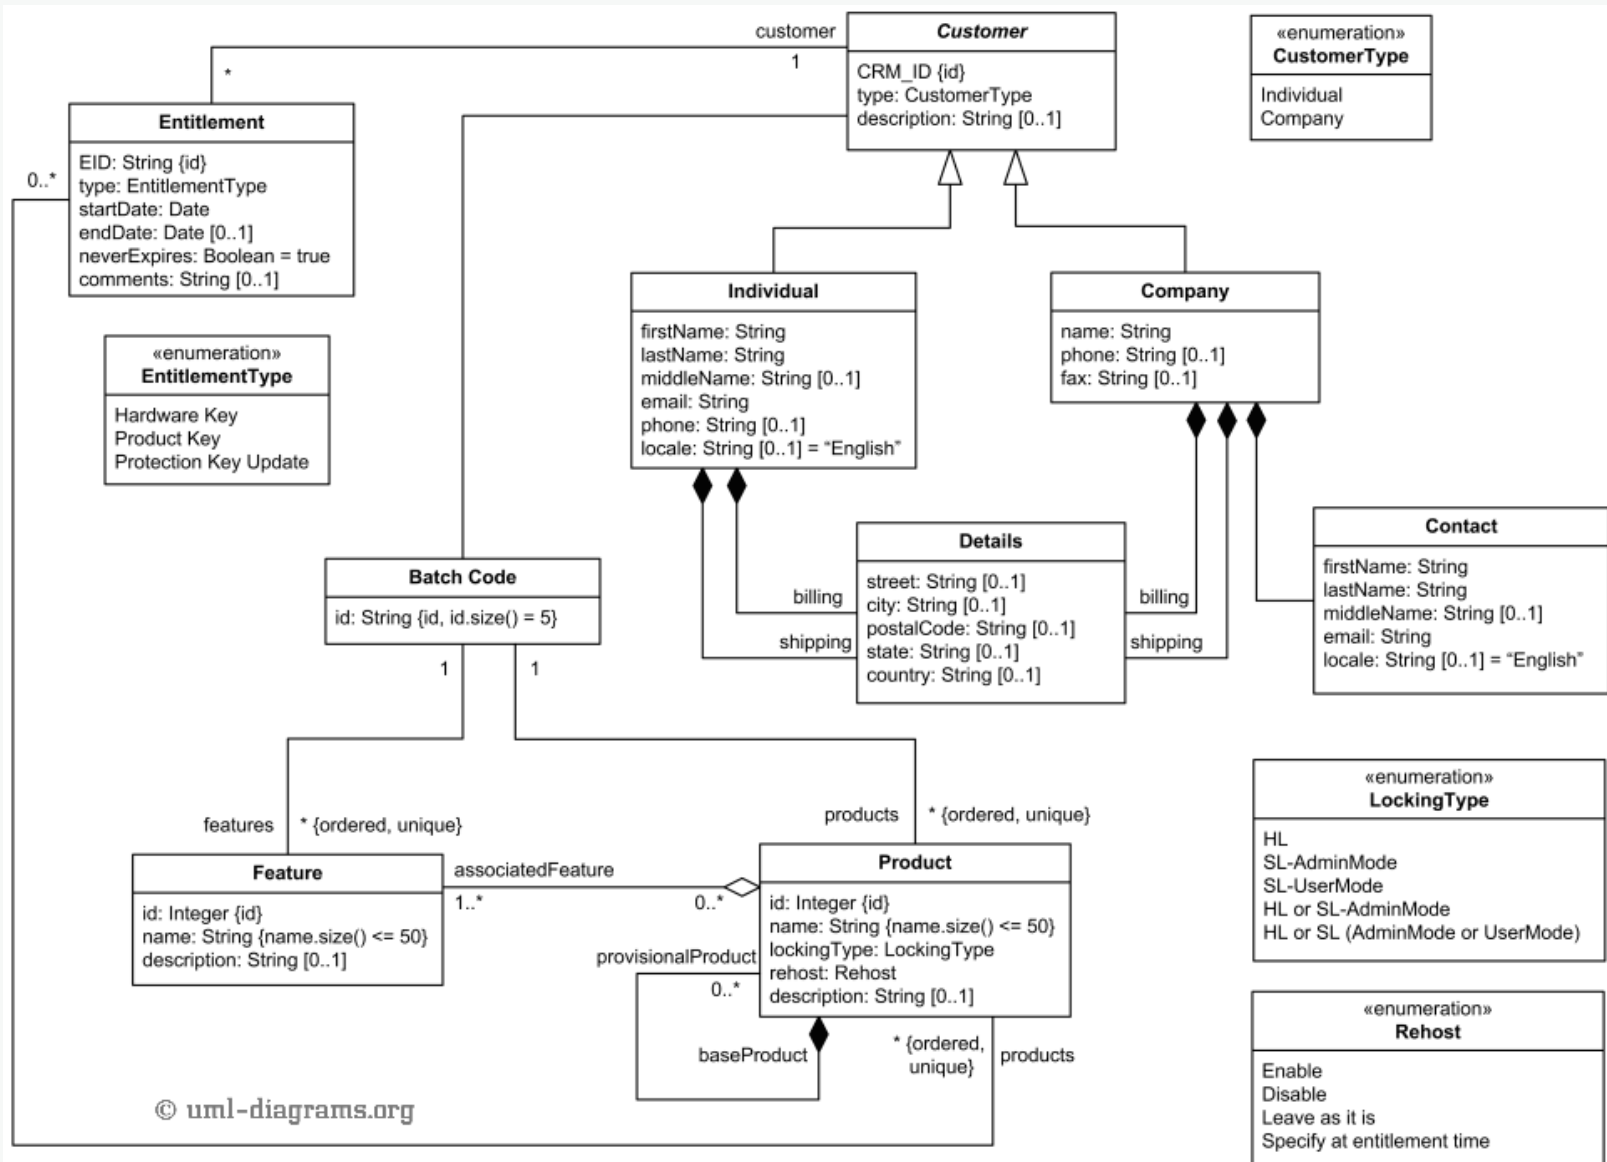 customer
1
*
Customer
CRM_ID {id}
type: CustomerType
description: String [0..1]
«enumeration»
CustomerType
Individual
Company
Entitlement
EID: String {id}
type: EntitlementType
startDate: Date
endDate: Date [0..1]
neverExpires: Boolean = true
comments: String [0..1]
0..*
«enumeration»
EntitlementType
Hardware Key
Product Key
Protection Key Update
Individual
firstName: String
lastName: String
middleName: String [0..1]
email: String
phone: String [0..1]
locale: String [0..1] = “English”
Company
name: String
phone: String [0..1]
fax: String [0..1]
Details
street: String [0..1]
city: String [0..1]
postalCode: String [0..1]
state: String [0..1]
country: String [0..1]
billing
shipping
billing
shipping
Contact
firstName: String
lastName: String
middleName: String [0..1]
email: String
locale: String [0..1] = “English”
Batch Code
id: String {id, id.size() = 5}
1
1
features
* {ordered, unique}
products
* {ordered, unique}
Feature
id: Integer {id}
name: String {name.size() <= 50}
description: String [0..1]
associatedFeature
1..*
0..*
Product
id: Integer {id}
name: String {name.size() <= 50}
lockingType: LockingType
rehost: Rehost
description: String [0..1]
provisionalProduct
0..*
baseProduct
* {ordered,
unique}
products
«enumeration»
LockingType
HL
SL-AdminMode
SL-UserMode
HL or SL-AdminMode
HL or SL (AdminMode or UserMode)
«enumeration»
Rehost
Enable
Disable
Leave as it is
Specify at entitlement time
© uml-diagrams.org